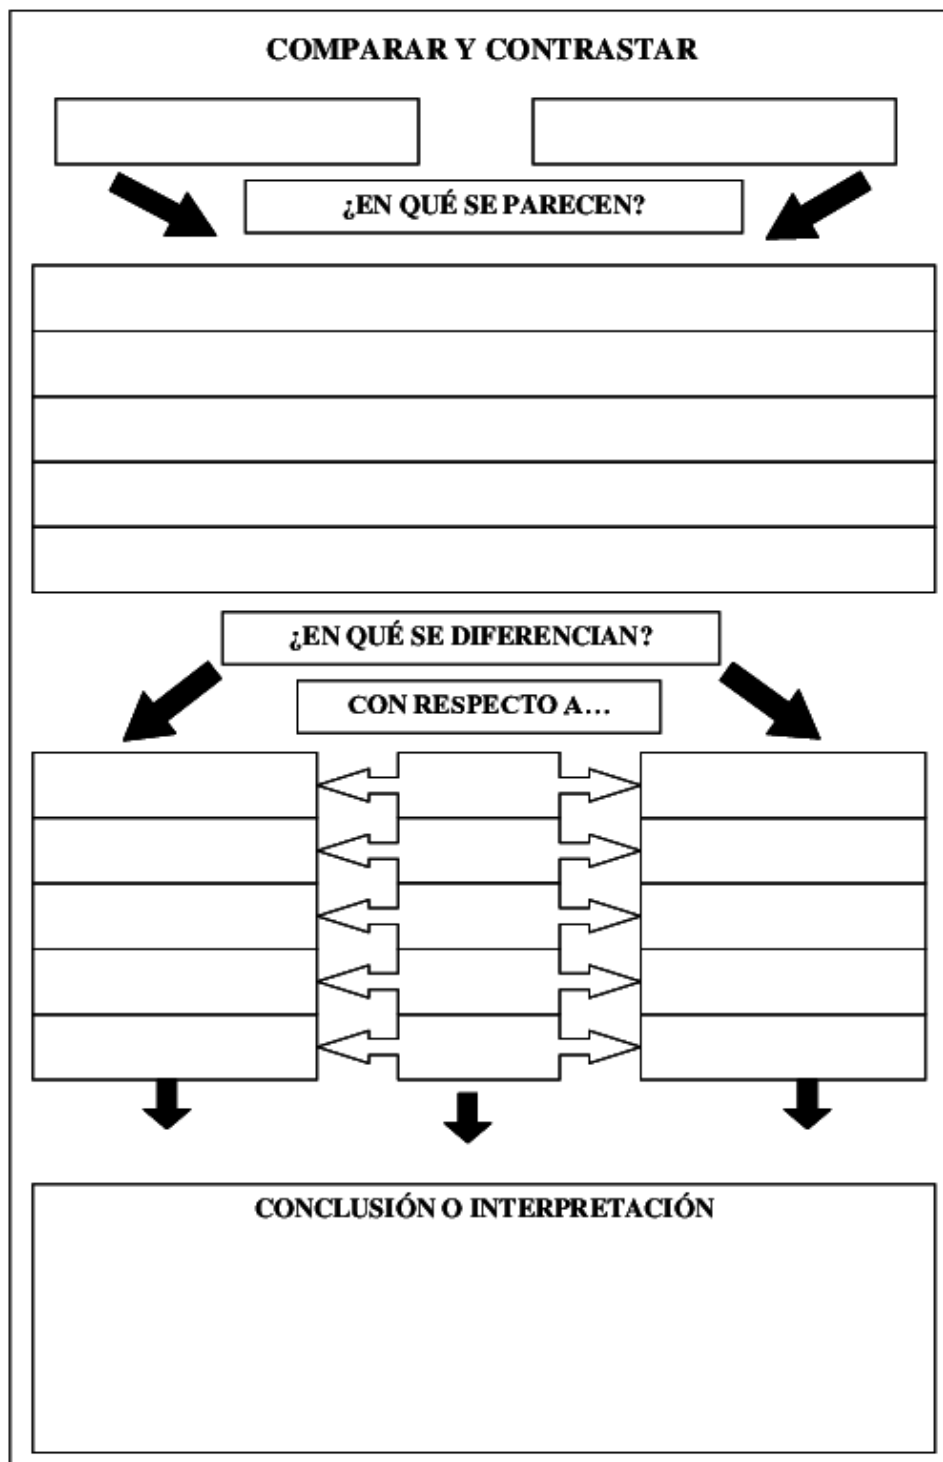 COMPARAR Y CONTRASTAR
¿EN QUÉ SE PARECEN?
¿EN QUÉ SE DIFERENCIAN?
CON RESPECTO A…
CONCLUSIÓN O INTERPRETACIÓN